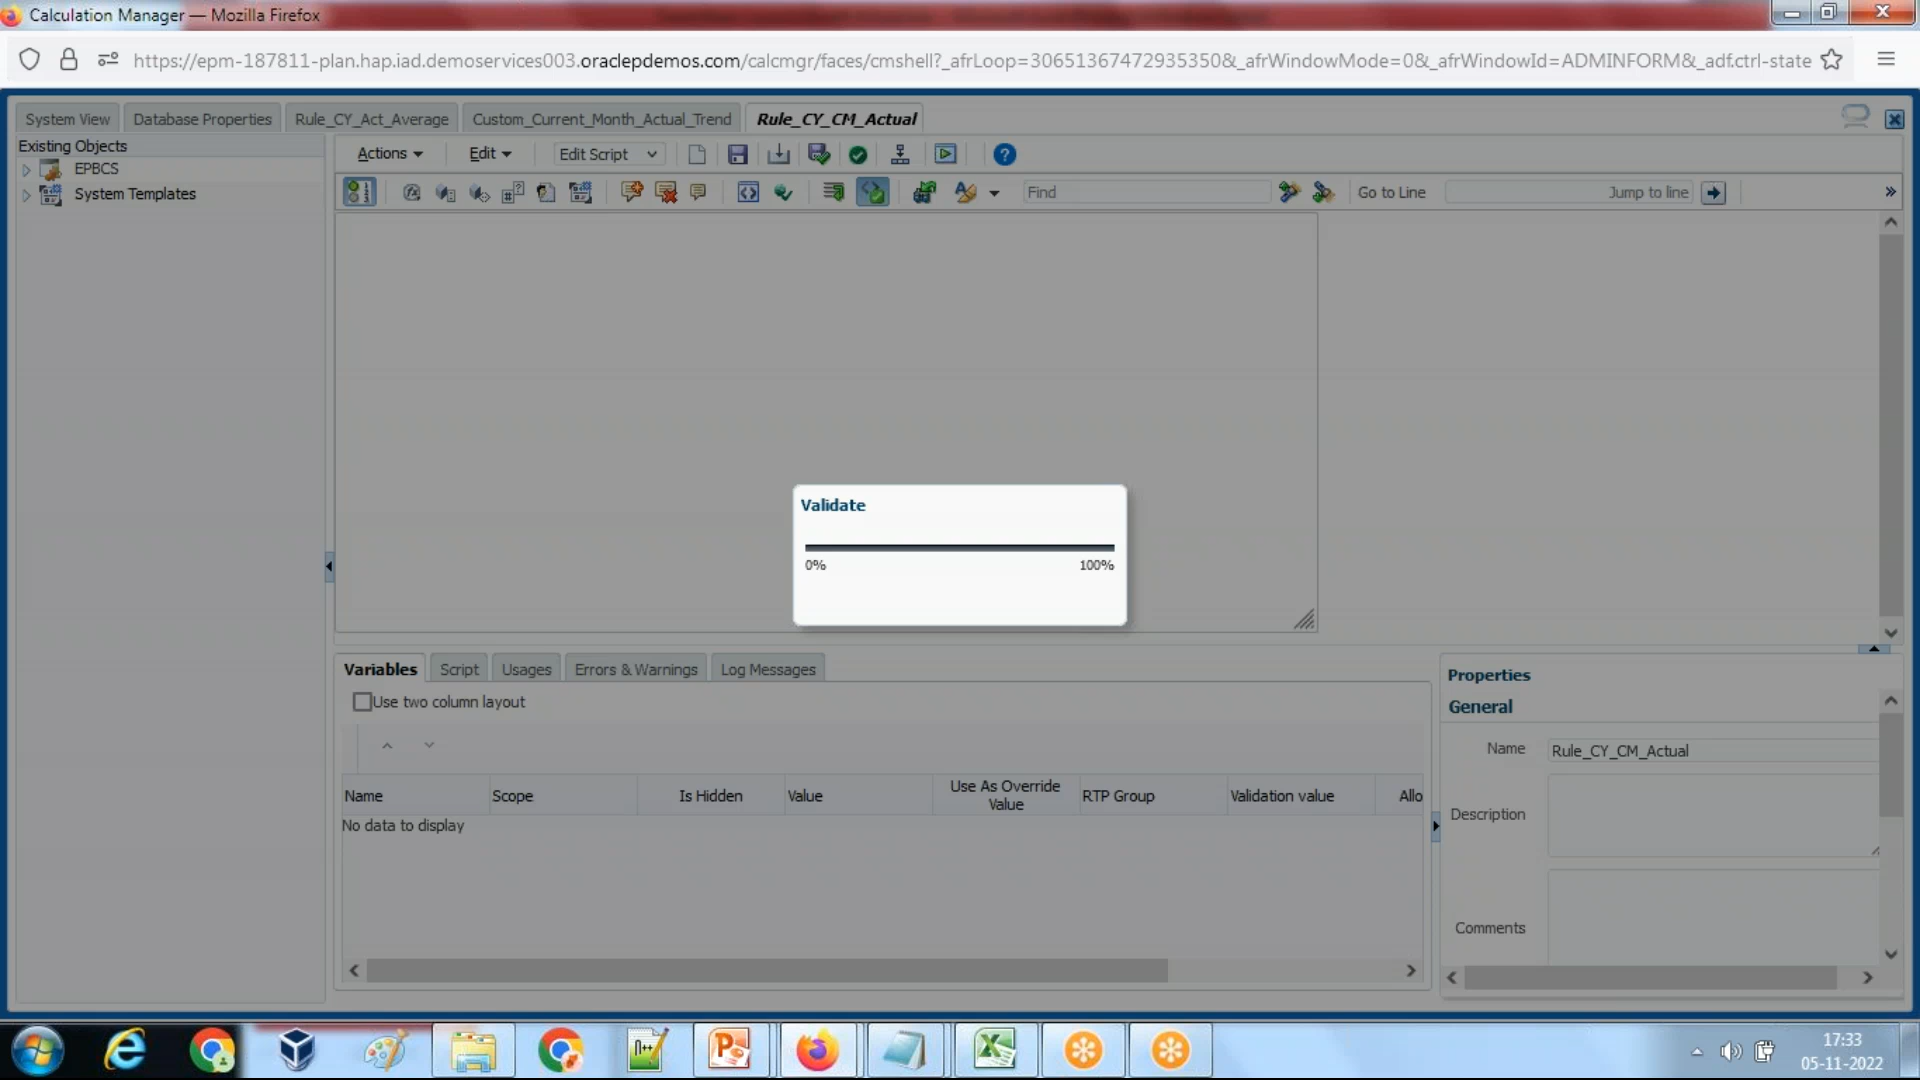 Calculation Manager — Mozilla Firefox
https://epm-187811-plan.hap.iad.demoservices003.oraclepdemos.com/calcmgr/faces/cmshell?_afrLoop=30651367472935350&_afrWindowMode=0&_afrWindowId=ADMINFORM&_adf.ctrl-state
System View
Database Properties
Rule_CY_Act_Average
Custom_Current_Month_Actual_Trend
Rule_CY_CM_Actual
Existing Objects
EPBCS
System Templates
Actions
Edit
Edit Script
Find
Go to Line
Jump to line
Validate
0%
100%
Variables
Script
Usages
Errors & Warnings
Log Messages
Use two column layout
Name
Scope
Is Hidden
Value
Use As Override Value
RTP Group
Validation value
Allo
No data to display
Properties
General
Name
Rule_CY_CM_Actual
Description
Comments
17:33
05-11-2022